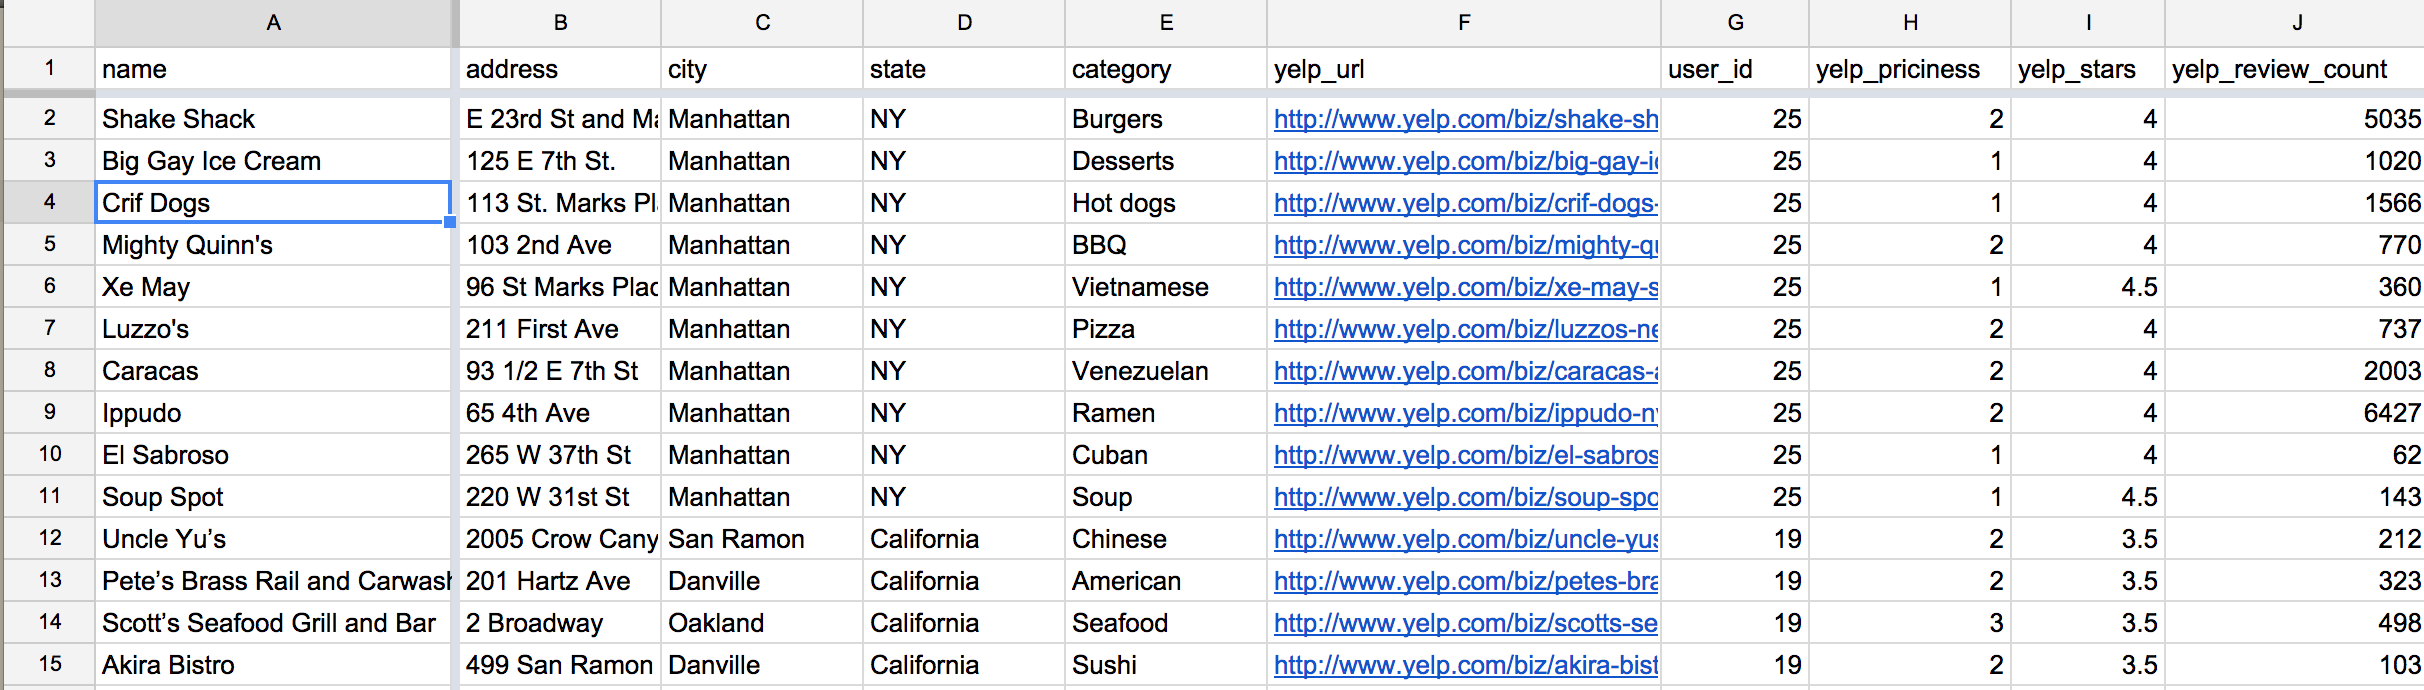 A B C D E F G H I J
1 name address city state category yelp_url user_id yelp_priciness yelp_stars yelp_review_count
2 Shake Shack E 23rd St and Ma Manhattan NY Burgers http://www.yelp.com/biz/shake-sh 25 2 4 5035
3 Big Gay Ice Cream 125 E 7th St. Manhattan NY Desserts http://www.yelp.com/biz/big-gay-i 25 1 4 1020
4 Crif Dogs 113 St. Marks Pl Manhattan NY Hot dogs http://www.yelp.com/biz/crif-dogs- 25 1 4 1566
5 Mighty Quinn's 103 2nd Ave Manhattan NY BBQ http://www.yelp.com/biz/mighty-q 25 2 4 770
6 Xe May 96 St Marks Plac Manhattan NY Vietnamese http://www.yelp.com/biz/xe-may-s 25 1 4.5 360
7 Luzzo's 211 First Ave Manhattan NY Pizza http://www.yelp.com/biz/luzzos-ne 25 2 4 737
8 Caracas 93 1/2 E 7th St Manhattan NY Venezuelan http://www.yelp.com/biz/caracas-a 25 2 4 2003
9 Ippudo 65 4th Ave Manhattan NY Ramen http://www.yelp.com/biz/ippudo-n 25 2 4 6427
10 El Sabroso 265 W 37th St Manhattan NY Cuban http://www.yelp.com/biz/el-sabros 25 1 4 62
11 Soup Spot 220 W 31st St Manhattan NY Soup http://www.yelp.com/biz/soup-spo 25 1 4.5 143
12 Uncle Yu’s 2005 Crow Cany San Ramon California Chinese http://www.yelp.com/biz/uncle-yus 19 2 3.5 212
13 Pete’s Brass Rail and Carwash 201 Hartz Ave Danville California American http://www.yelp.com/biz/petes-bra 19 2 3.5 323
14 Scott’s Seafood Grill and Bar 2 Broadway Oakland California Seafood http://www.yelp.com/biz/scotts-se 19 3 3.5 498
15 Akira Bistro 499 San Ramon Danville California Sushi http://www.yelp.com/biz/akira-bist 19 2 3.5 103